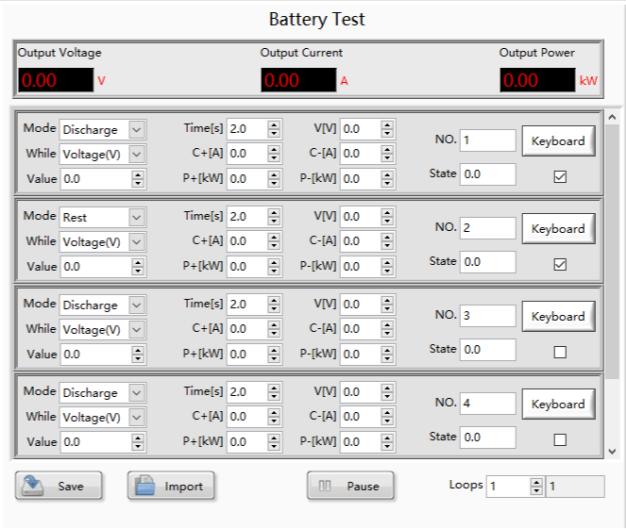 Battery Test
Output Voltage Output Current Output Power
0.00 V 0.00 A 0.00 kW
Mode Discharge Time[s] 2.0 V[V] 0.0 NO. 1 Keyboard
While Voltage(V) C+[A] 0.0 C-[A] 0.0
Value 0.0 P+[kW] 0.0 P-[kW] 0.0 State 0.0
Mode Rest Time[s] 2.0 V[V] 0.0 NO. 2 Keyboard
While Voltage(V) C+[A] 0.0 C-[A] 0.0
Value 0.0 P+[kW] 0.0 P-[kW] 0.0 State 0.0
Mode Discharge Time[s] 2.0 V[V] 0.0 NO. 3 Keyboard
While Voltage(V) C+[A] 0.0 C-[A] 0.0
Value 0.0 P+[kW] 0.0 P-[kW] 0.0 State 0.0
Mode Discharge Time[s] 2.0 V[V] 0.0 NO. 4 Keyboard
While Voltage(V) C+[A] 0.0 C-[A] 0.0
Value 0.0 P+[kW] 0.0 P-[kW] 0.0 State 0.0
Save Import Pause Loops 1 1